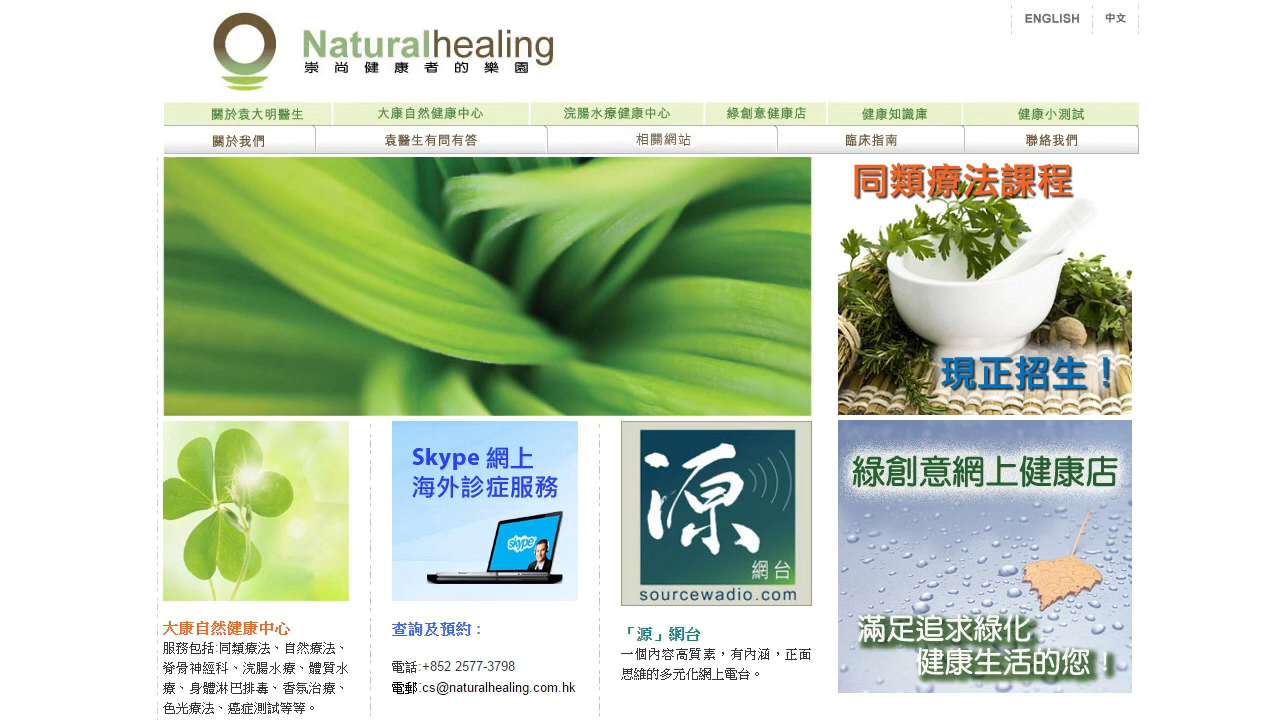 ENGLISH 中文
Naturalhealing
崇尚健康者的樂園
關於袁大明醫生 大康自然健康中心 浣腸水療健康中心 綠創意健康店 健康知識庫 健康小測試
關於我們 袁醫生有問有答 相關網站 臨床指南 聯絡我們
同類療法課程
現正招生！
Skype 網上
海外診症服務
skype
源
網台
sourcewadio.com
綠創意網上健康店
滿足追求綠化
健康生活的您！
大康自然健康中心
服務包括:同類療法、自然療法、
脊骨神經科、浣腸水療、體質水
療、身體淋巴排毒、香氛治療、
色光療法、癌症測試等等。
查詢及預約：
電話:+852 2577-3798
電郵:cs@naturalhealing.com.hk
「源」網台
一個內容高質素，有內涵，正面
思維的多元化網上電台。